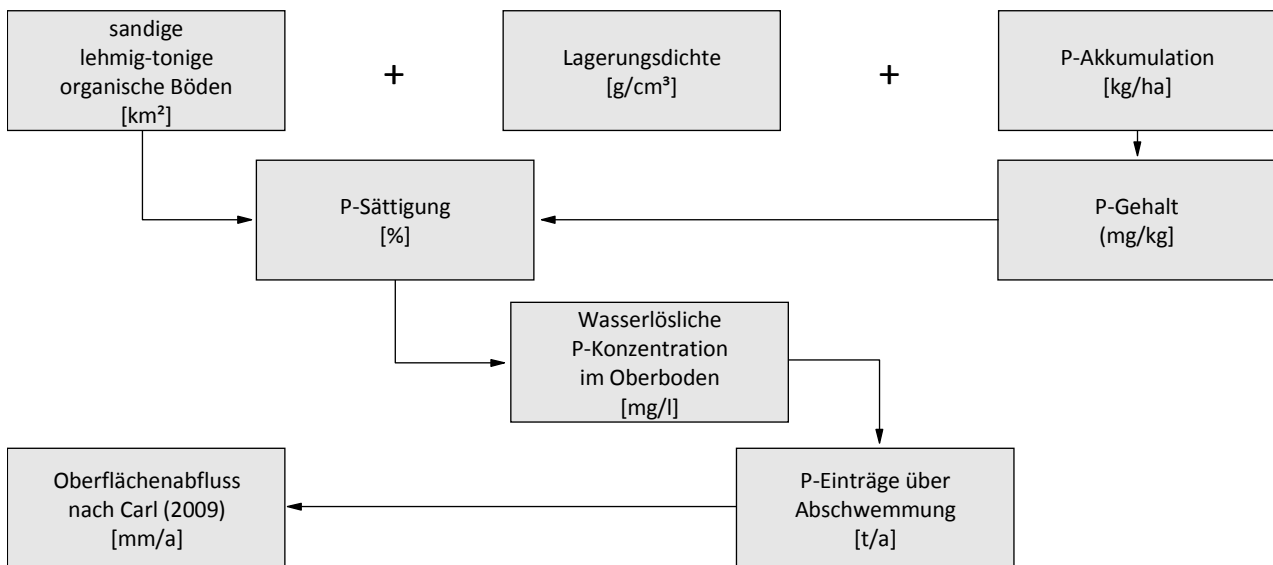 sandige
lehmig-tonige
organische Böden
[km²]
+
Lagerungsdichte
[g/cm³]
+
P-Akkumulation
[kg/ha]
P-Sättigung
[%]
P-Gehalt
(mg/kg]
Wasserlösliche
P-Konzentration
im Oberboden
[mg/l]
Oberflächenabfluss
nach Carl (2009)
[mm/a]
P-Einträge über
Abschwemmung
[t/a]